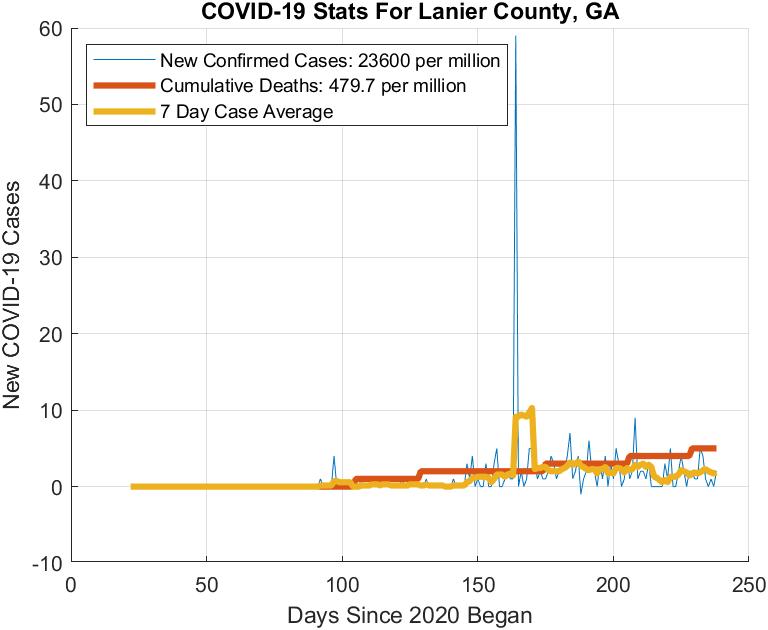 COVID-19 Stats For Lanier County, GA
New Confirmed Cases: 23600 per million
Cumulative Deaths: 479.7 per million
7 Day Case Average
New COVID-19 Cases
60
50
40
30
20
10
0
-10
0 50 100 150 200 250
Days Since 2020 Began